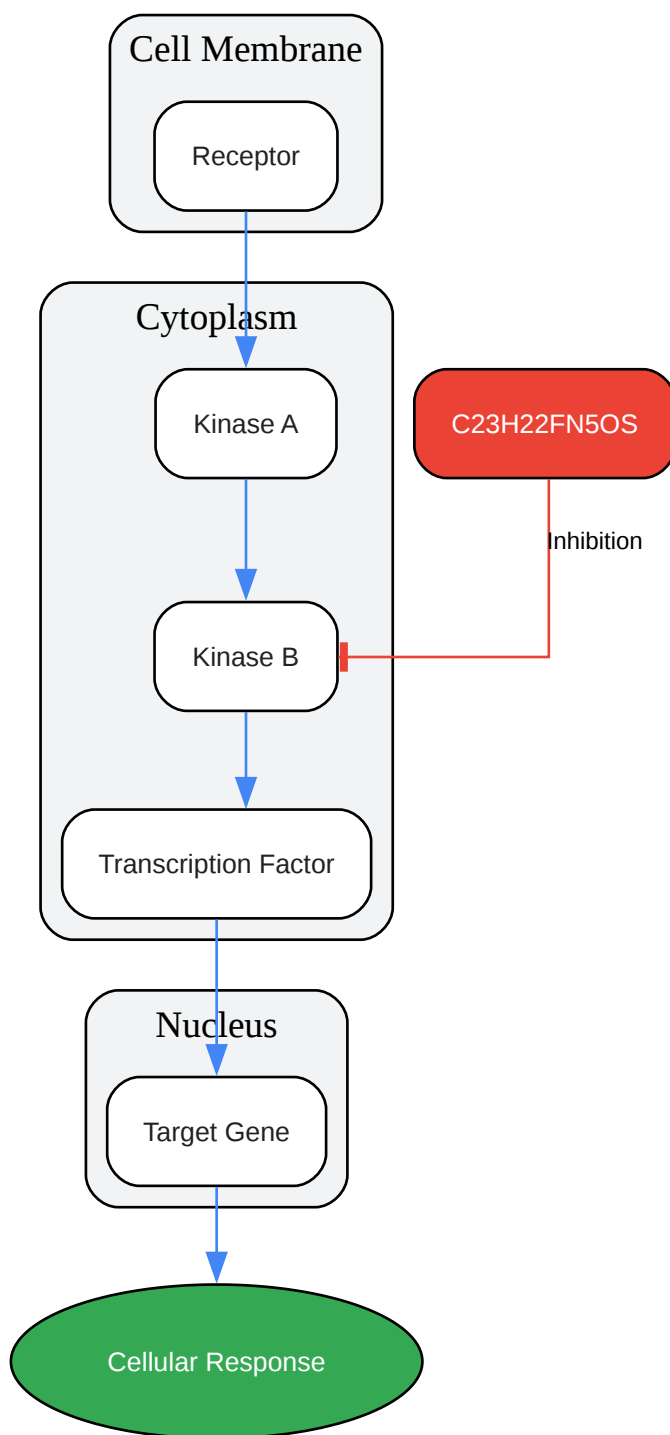 Cell Membrane
Receptor
Cytoplasm
Kinase A
C23H22FN5OS
Inhibition
Kinase B
Transcription Factor
Nucleus
Target Gene
Cellular Response